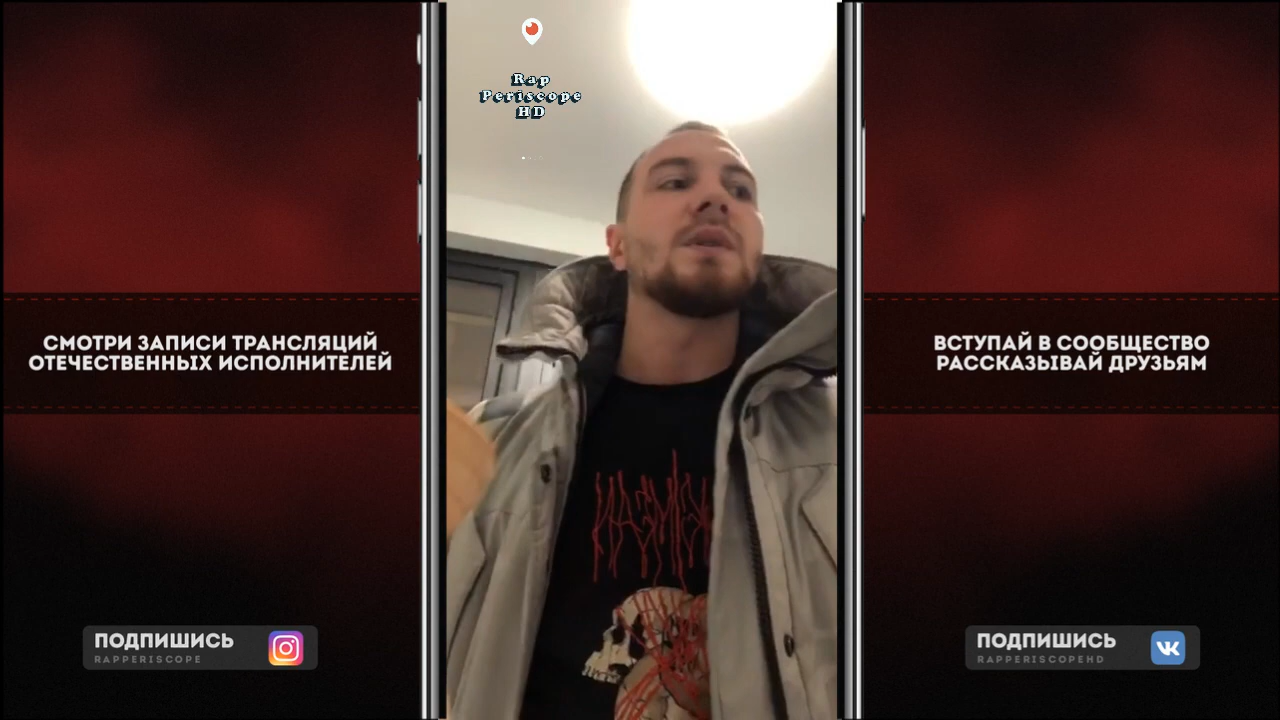 Rap
Periscope
HD
СМОТРИ ЗАПИСИ ТРАНСЛЯЦИЙ
ОТЕЧЕСТВЕННЫХ ИСПОЛНИТЕЛЕЙ
ВСТУПАЙ В СООБЩЕСТВО
РАССКАЗЫВАЙ ДРУЗЬЯМ
ПОДПИШИСЬ
RAPPERISCOPE
ПОДПИШИСЬ
RAPPERISCOPEHD